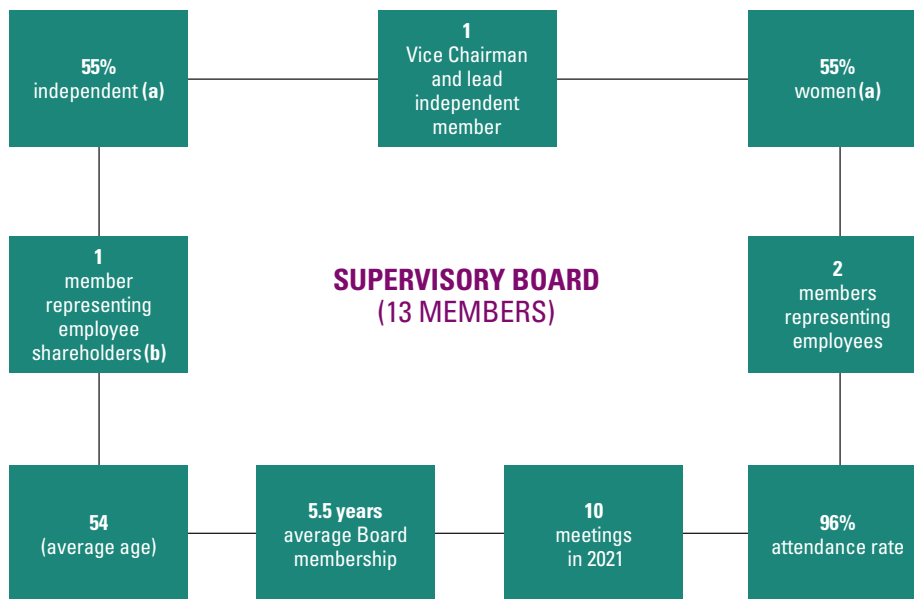 55%
independent (a)
1
Vice Chairman
and lead
independent
member
55%
women (a)
1
member
representing
employee
shareholders (b)
SUPERVISORY BOARD
(13 MEMBERS)
2
members
representing
employees
54
(average age)
5.5 years
average Board
membership
10
meetings
in 2021
96%
attendance rate